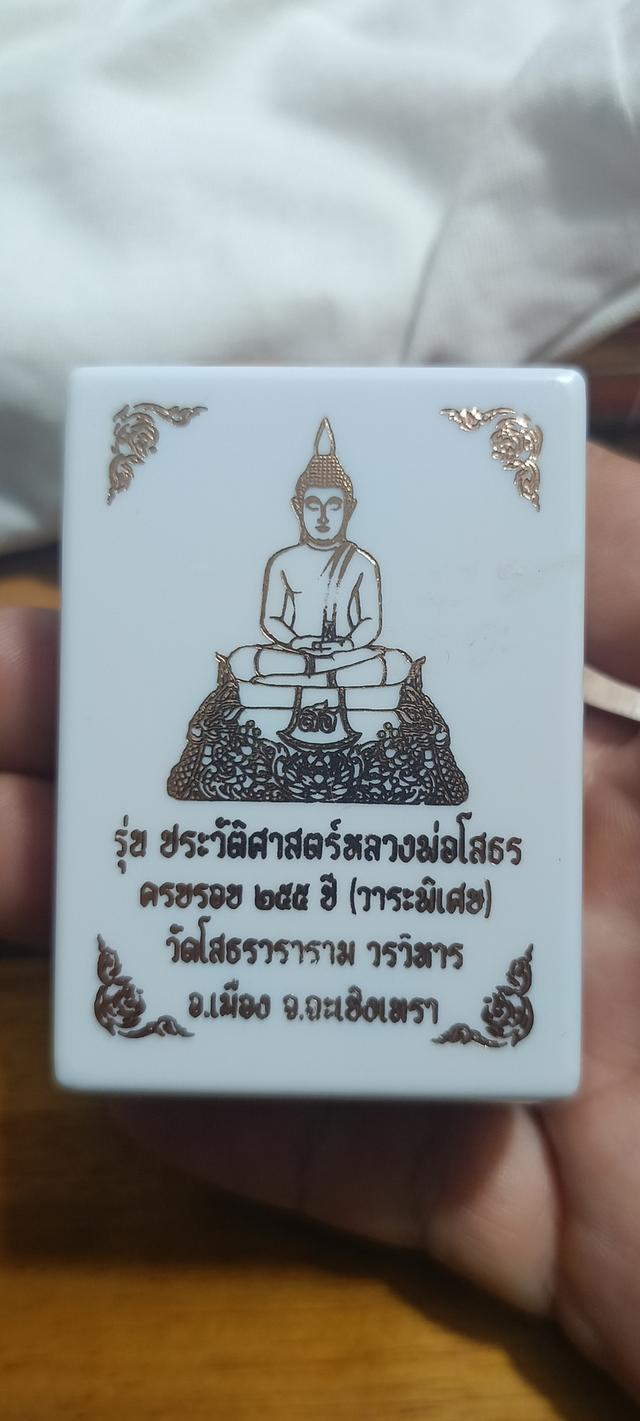 รุ่น ประวัติศาสตร์หลวงพ่อโสธร
ครบรอบ ๒๕๕ ปี (วาระพิเศษ)
วัดโสธรวราราม วรวิหาร
อ.เมือง จ.ฉะเชิงเทรา